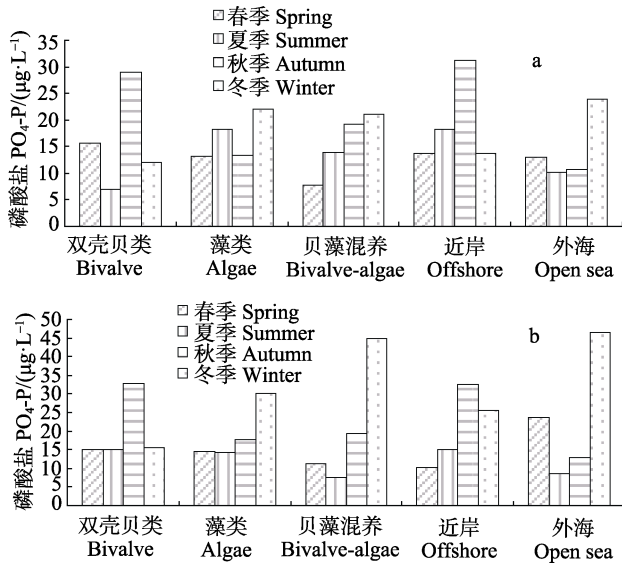 磷酸盐 PO₄-P/(μg·L⁻¹)
35
30
25
20
15
10
5
0
春季 Spring
夏季 Summer
秋季 Autumn
冬季 Winter
a
双壳贝类
Bivalve
藻类
Algae
贝藻混养
Bivalve-algae
近岸
Offshore
外海
Open sea
磷酸盐 PO₄-P/(μg·L⁻¹)
50
45
40
35
30
25
20
15
10
5
0
春季 Spring
夏季 Summer
秋季 Autumn
冬季 Winter
b
双壳贝类
Bivalve
藻类
Algae
贝藻混养
Bivalve-algae
近岸
Offshore
外海
Open sea